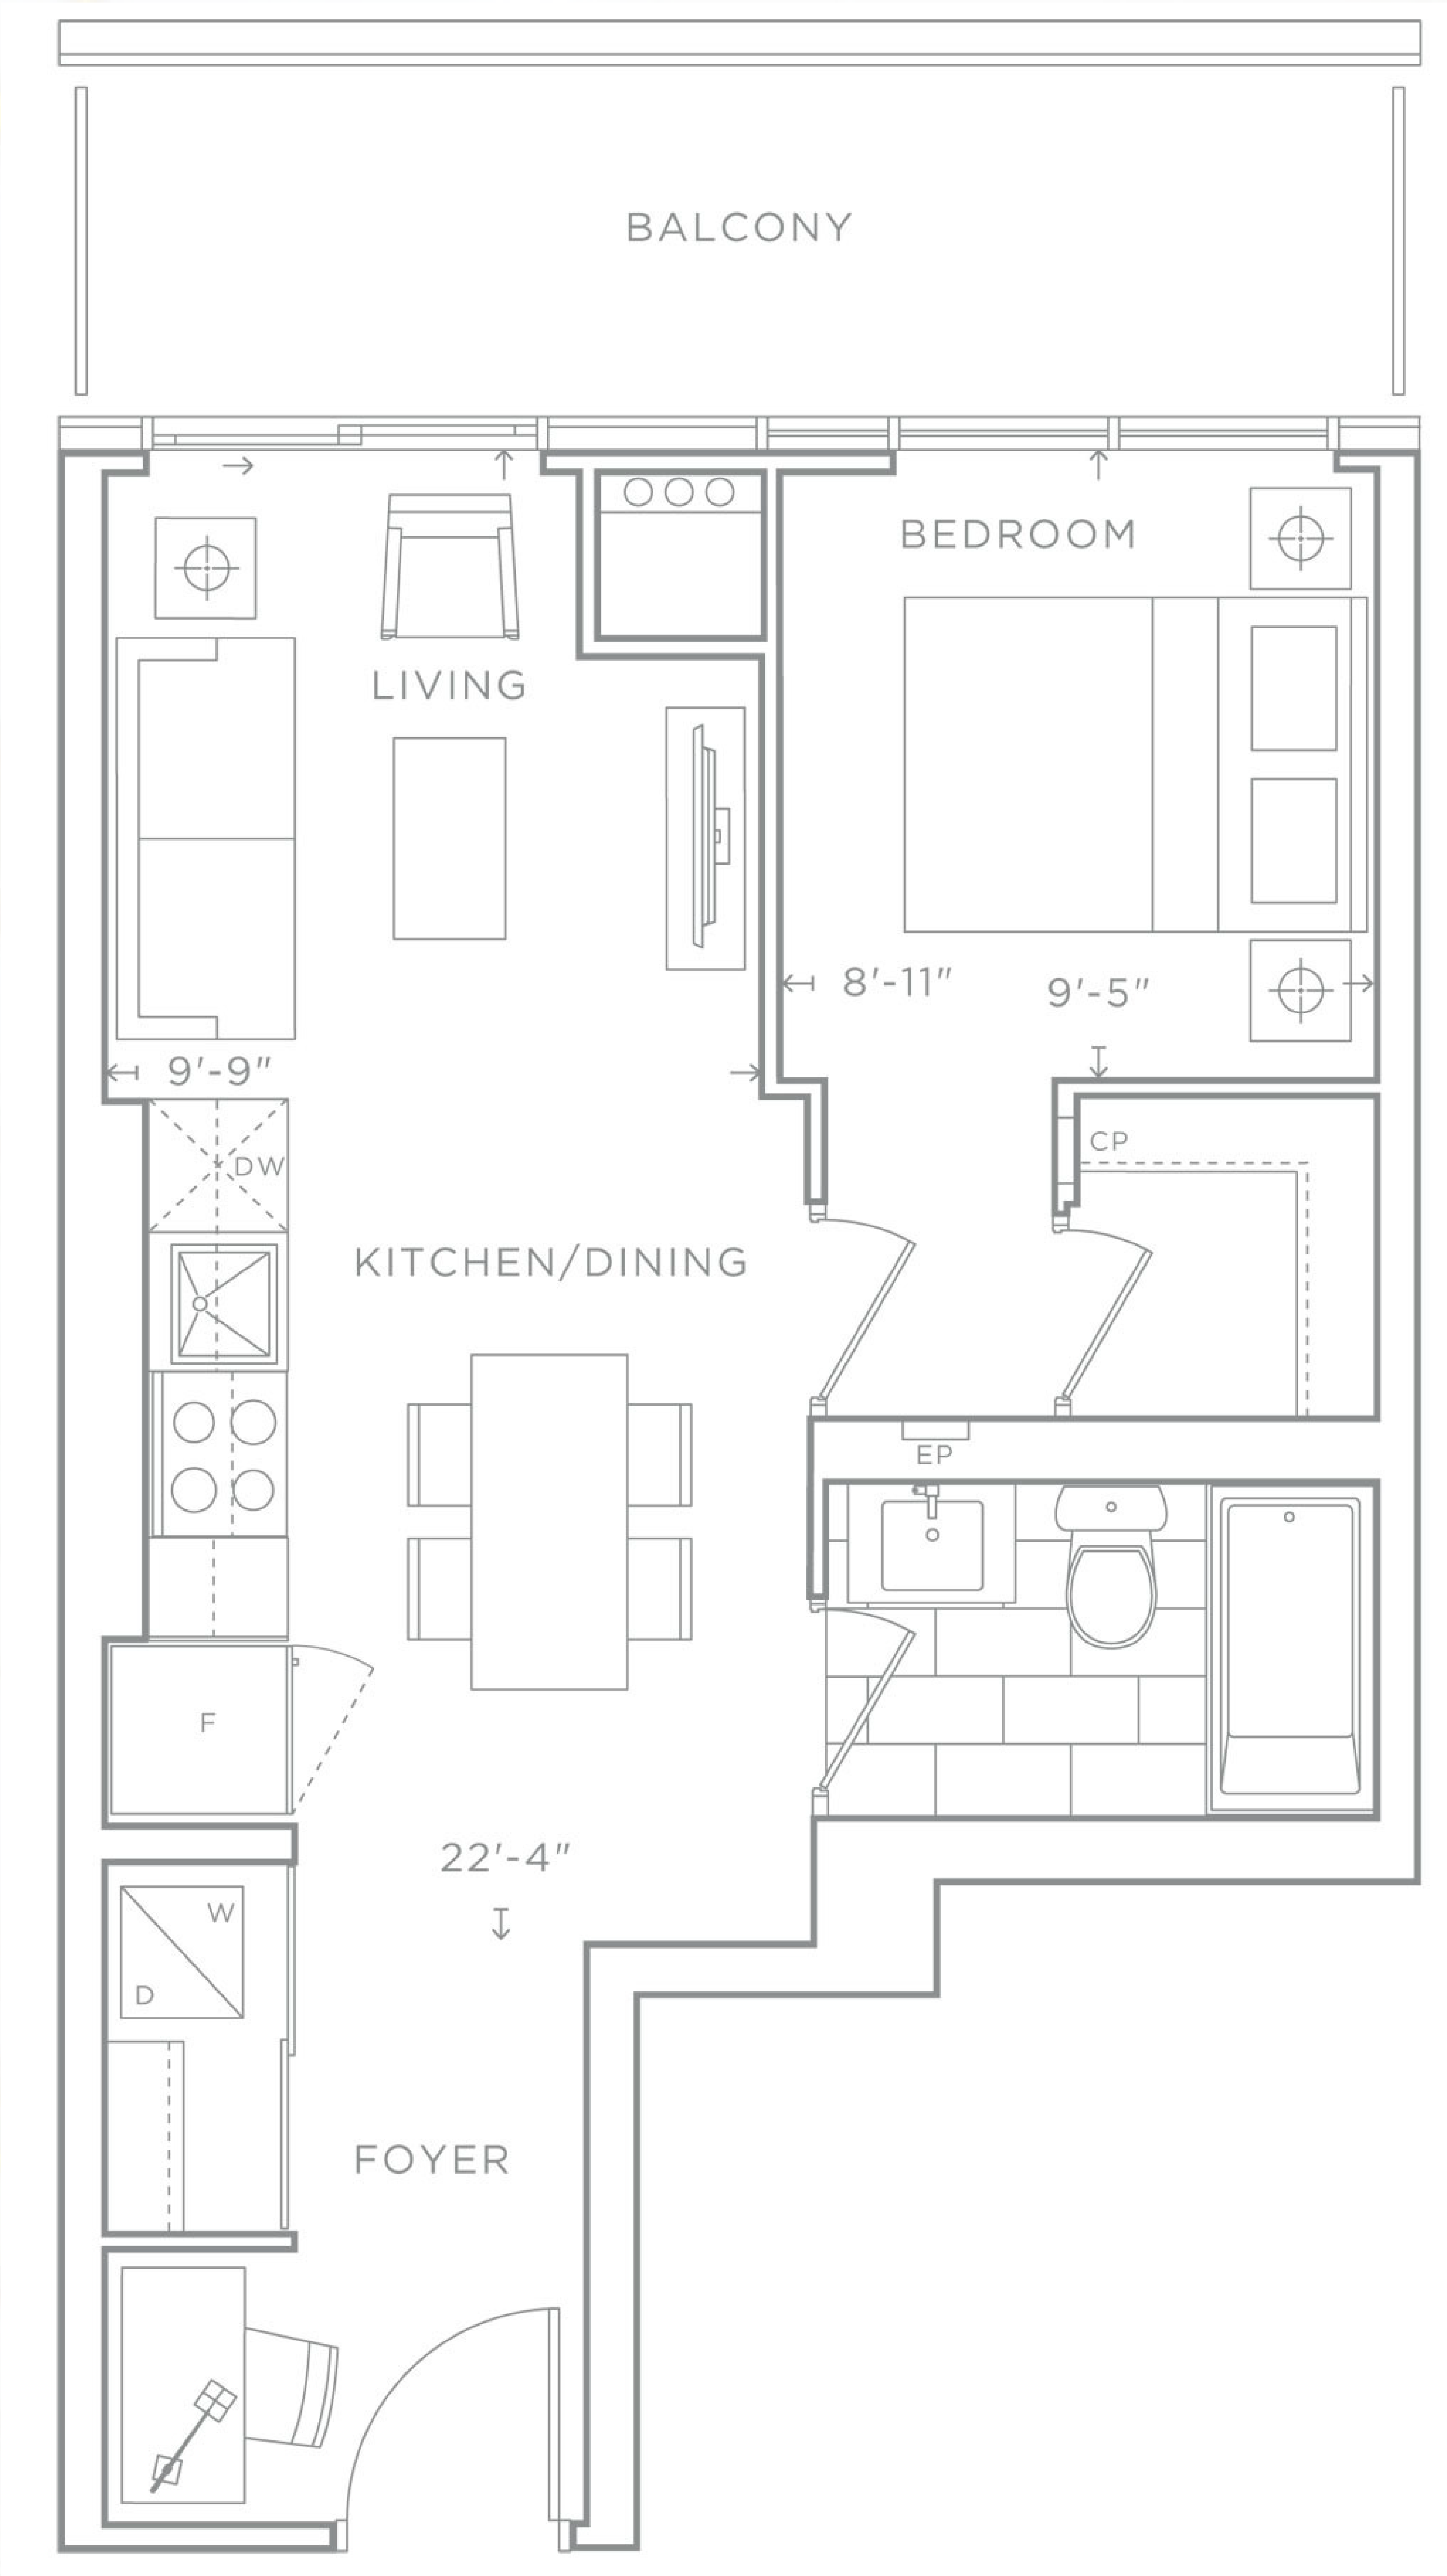 BALCONY
BEDROOM
LIVING
8'-11"
9'-5"
9'-9"
CP
DW
KITCHEN/DINING
EP
F
22'-4"
W
D
FOYER